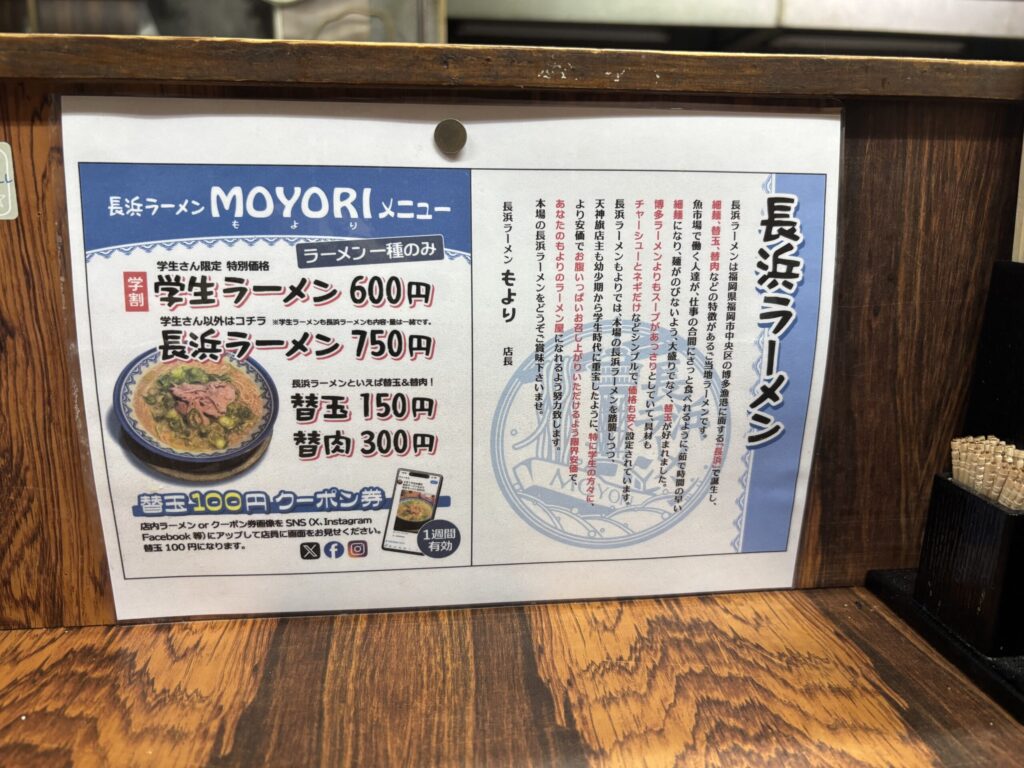 長浜ラーメン MOYORI メニュー
もより
ラーメン一種のみ
学生さん限定 特別価格
学割
学生ラーメン 600円
学生さん以外はコチラ ※学生ラーメンも長浜ラーメンも内容・量は一緒です。
長浜ラーメン 750円
長浜ラーメンといえば替玉&替肉!
替玉 150円
替肉 300円
替玉100円クーポン券
店内ラーメン or クーポン券画像を SNS (X、Instagram
Facebook 等)にアップして店員に画面をお見せください。
替玉 100 円になります。
1週間
有効
長浜ラーメン
長浜ラーメンは福岡県福岡市中央区の博多漁港に面する『長浜』で誕生し、
細麺、替玉、替肉などの特徴があるご当地ラーメンです。
魚市場で働く人達が、仕事の合間にさっと食べれるように、茹で時間の早い
細麺になり、麺がのびないよう、大盛りでなく、替玉が好まれました。
博多ラーメンよりもスープがあっさりとしていて、具材も
チャーシューとネギだけなどシンプルで、価格も安く設定されています。
長浜ラーメンもよりでは、本場の長浜ラーメンを踏襲しつつ、
天神旗店主も幼少期から学生時代に重宝したように、特に学生の方々に、
より安価でお腹いっぱいお召し上がりいただけるよう限界安価で、
あなたのもよりのラーメン屋になれるよう努力致します。
本場の長浜ラーメンをどうぞご賞味下さいませ。
長浜ラーメン もより 店長